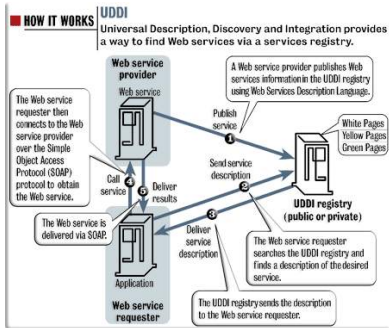 HOW IT WORKS
UDDI
Universal Description, Discovery and Integration provides
a way to find Web services via a services registry.
Web service
provider
Web service
A Web service provider publishes Web
services information in the UDDI registry
using Web Services Description Language.
The Web service
requester then
connects to the Web
service provider
over the Simple
Object Access
Protocol (SOAP)
protocol to obtain
the Web service.
Publish
service
1
White Pages
Yellow Pages
Green Pages
Send service
description
2
UDDI registry
(public or private)
4
Call
service
5
Deliver
results
The Web service is
delivered via SOAP.
3
Deliver
service
description
The Web service requester
searches the UDDI registry and
finds a description of the desired
service.
Application
Web service
requester
The UDDI registry sends the description
to the Web service requester.